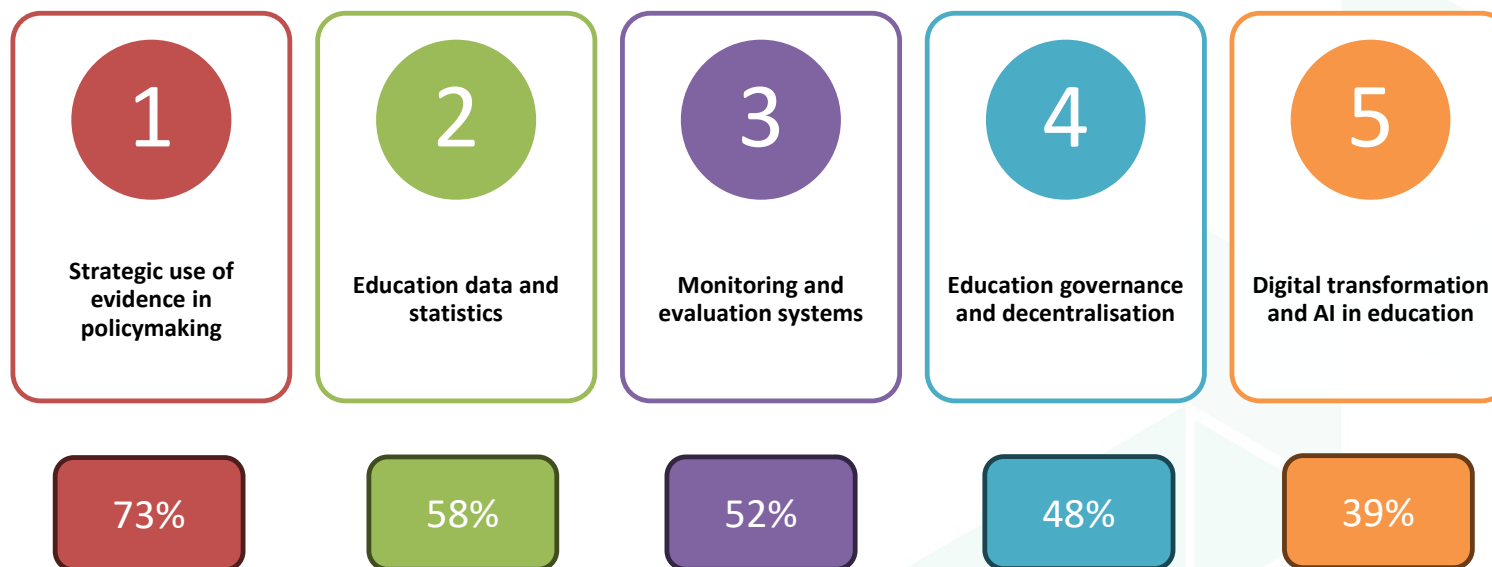 1
Strategic use of
evidence in
policymaking
2
Education data and
statistics
3
Monitoring and
evaluation systems
4
Education governance
and decentralisation
5
Digital transformation
and AI in education
73%
58%
52%
48%
39%